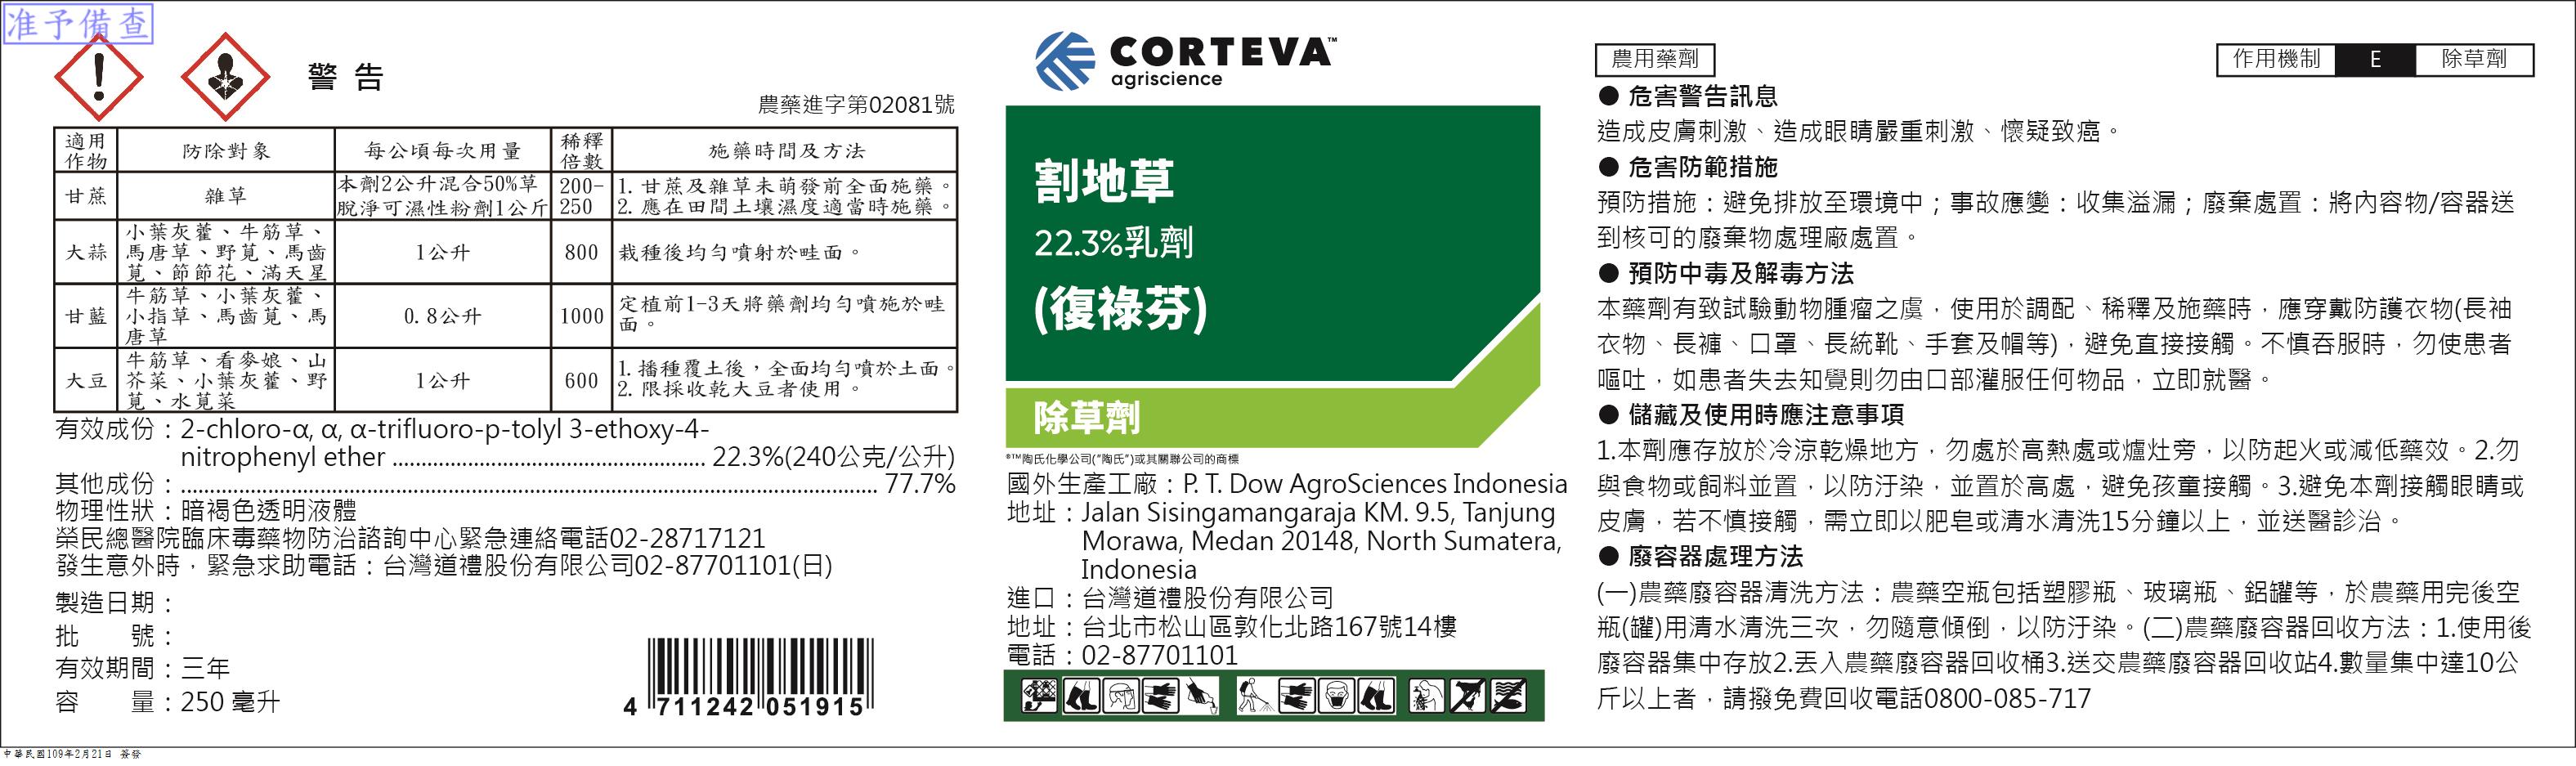 准予備查
警 告
農藥進字第02081號
適用作物 防除對象 每公頃每次用量 稀釋倍數 施藥時間及方法
甘蔗 雜草 本劑2公升混合50%草脫淨可濕性粉劑1公斤 200-250 1. 甘蔗及雜草未萌發前全面施藥。 2. 應在田間土壤濕度適當時施藥。
大蒜 小葉灰藿、牛筋草、馬唐草、野莧、馬齒莧、節節花、滿天星 1公升 800 栽種後均勻噴射於畦面。
甘藍 牛筋草、小葉灰藿、小指草、馬齒莧、馬唐草 0.8公升 1000 定植前1-3天將藥劑均勻噴施於畦面。
大豆 牛筋草、看麥娘、山芥菜、小葉灰藿、野莧、水莧菜 1公升 600 1. 播種覆土後，全面均勻噴於土面。 2. 限採收乾大豆者使用。
有效成份：2-chloro-α, α, α-trifluoro-p-tolyl 3-ethoxy-4-
nitrophenyl ether .................................................. 22.3%(240公克/公升)
其他成份：................................................................................ 77.7%
物理性狀：暗褐色透明液體
榮民總醫院臨床毒藥物防治諮詢中心緊急連絡電話02-28717121
發生意外時，緊急求助電話：台灣道禮股份有限公司02-87701101(日)
製造日期：
批　　號：
有效期間：三年
容　　量：250 毫升
4 711242 051915
CORTEVA™
agriscience
割地草
22.3%乳劑
(復祿芬)
除草劑
®™陶氏化學公司("陶氏")或其關聯公司的商標
國外生產工廠：P. T. Dow AgroSciences Indonesia
地址：Jalan Sisingamangaraja KM. 9.5, Tanjung
Morawa, Medan 20148, North Sumatera,
Indonesia
進口：台灣道禮股份有限公司
地址：台北市松山區敦化北路167號14樓
電話：02-87701101
農用藥劑
作用機制 E 除草劑
● 危害警告訊息
造成皮膚刺激、造成眼睛嚴重刺激、懷疑致癌。
● 危害防範措施
預防措施：避免排放至環境中；事故應變：收集溢漏；廢棄處置：將內容物/容器送
到核可的廢棄物處理廠處置。
● 預防中毒及解毒方法
本藥劑有致試驗動物腫瘤之虞，使用於調配、稀釋及施藥時，應穿戴防護衣物(長袖
衣物、長褲、口罩、長統靴、手套及帽等)，避免直接接觸。不慎吞服時，勿使患者
嘔吐，如患者失去知覺則勿由口部灌服任何物品，立即就醫。
● 儲藏及使用時應注意事項
1.本劑應存放於冷涼乾燥地方，勿處於高熱處或爐灶旁，以防起火或減低藥效。2.勿
與食物或飼料並置，以防汙染，並置於高處，避免孩童接觸。3.避免本劑接觸眼睛或
皮膚，若不慎接觸，需立即以肥皂或清水清洗15分鐘以上，並送醫診治。
● 廢容器處理方法
(一)農藥廢容器清洗方法：農藥空瓶包括塑膠瓶、玻璃瓶、鋁罐等，於農藥用完後空
瓶(罐)用清水清洗三次，勿隨意傾倒，以防汙染。(二)農藥廢容器回收方法：1.使用後
廢容器集中存放2.丟入農藥廢容器回收桶3.送交農藥廢容器回收站4.數量集中達10公
斤以上者，請撥免費回收電話0800-085-717
中華民國109年2月21日 簽發